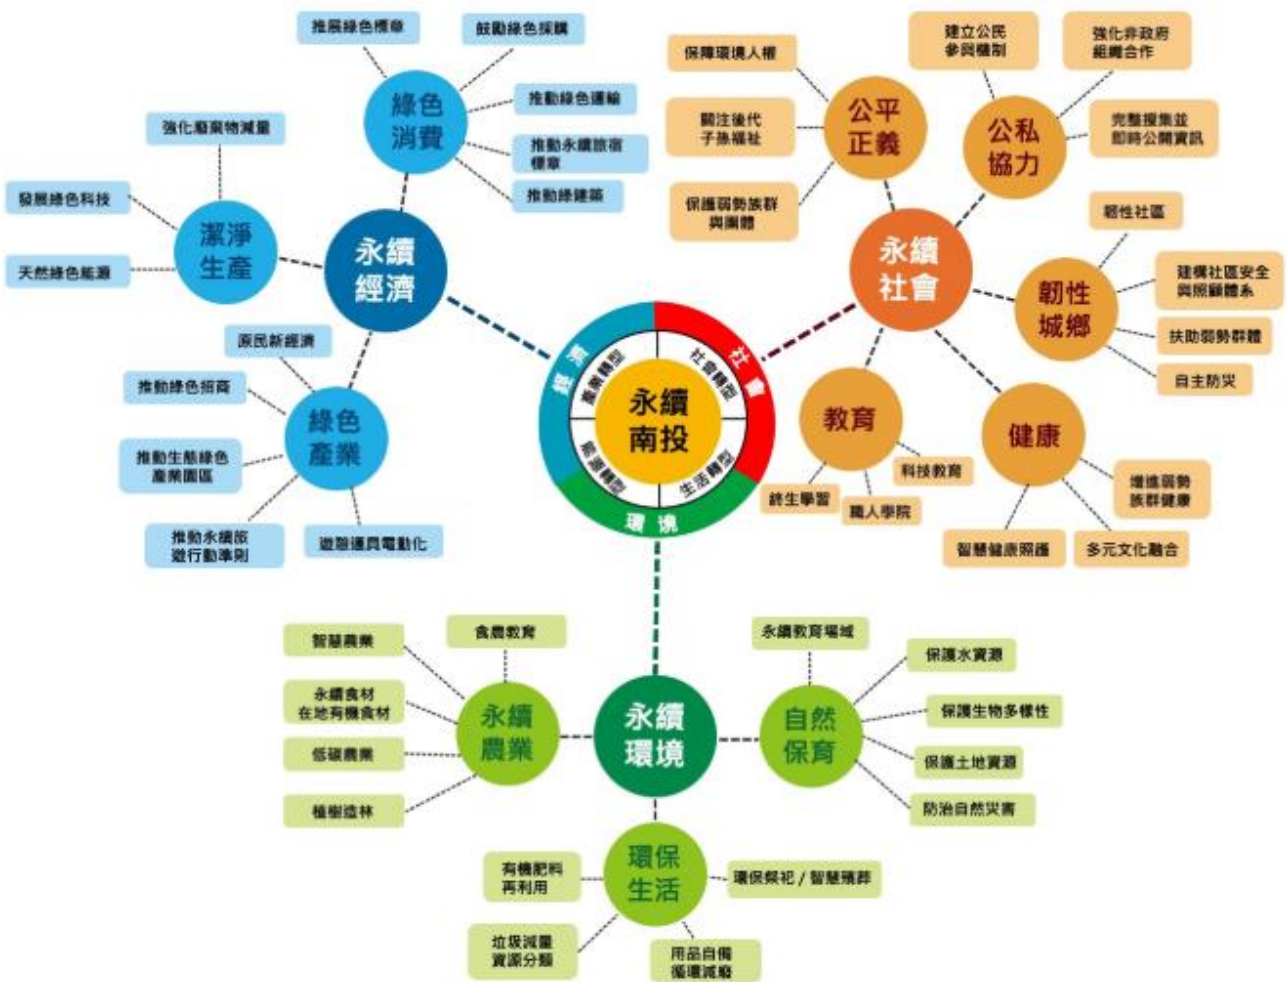 推展綠色標章
鼓勵綠色採購
綠色
消費
推動綠色運輸
推動永續旅宿
標章
推動綠建築
強化廢棄物減量
發展綠色科技
天然綠色能源
潔淨
生產
永續
經濟
原民新經濟
推動綠色招商
推動生態綠色
產業園區
推動永續旅
遊行動準則
遊憩運具電動化
綠色
產業
保障環境人權
關注後代
子孫福祉
保護弱勢族群
與團體
公平
正義
建立公民
參與機制
強化非政府
組織合作
完整搜集並
即時公開資訊
公私
協力
永續
社會
韌性社區
建構社區安全
與照顧體系
扶助弱勢群體
自主防災
韌性
城鄉
教育
科技教育
終生學習
職人學院
健康
增進弱勢
族群健康
智慧健康照護
多元文化融合
經濟
社會
環境
產業轉型
社會轉型
能源轉型
生活轉型
永續
南投
智慧農業
食農教育
永續食材
在地有機食材
低碳農業
植樹造林
永續
農業
永續
環境
永續教育場域
保護水資源
保護生物多樣性
保護土地資源
防治自然災害
自然
保育
環保
生活
有機肥料
再利用
環保祭祀 / 智慧殯葬
垃圾減量
資源分類
用品自備
循環減廢